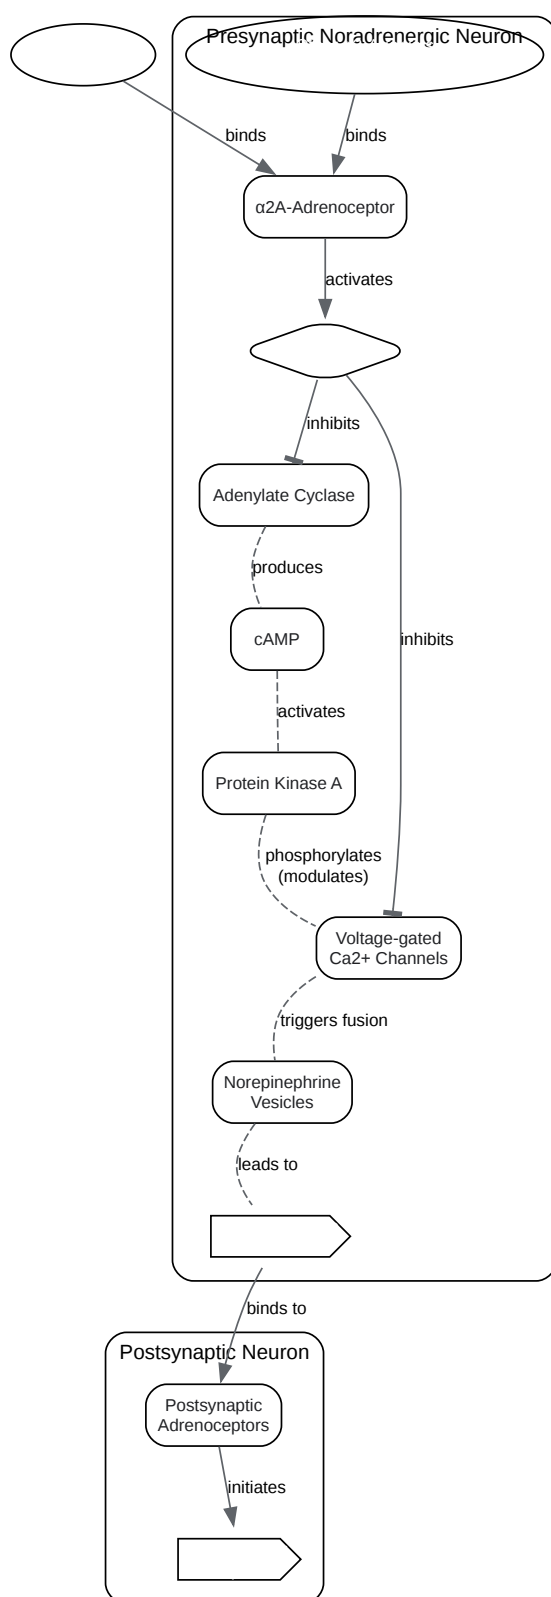 Presynaptic Noradrenergic Neuron
binds
binds
α2A-Adrenoceptor
activates
inhibits
Adenylate Cyclase
produces
cAMP
inhibits
activates
Protein Kinase A
phosphorylates
(modulates)
Voltage-gated
Ca2+ Channels
triggers fusion
Norepinephrine
Vesicles
leads to
binds to
Postsynaptic Neuron
Postsynaptic
Adrenoceptors
initiates